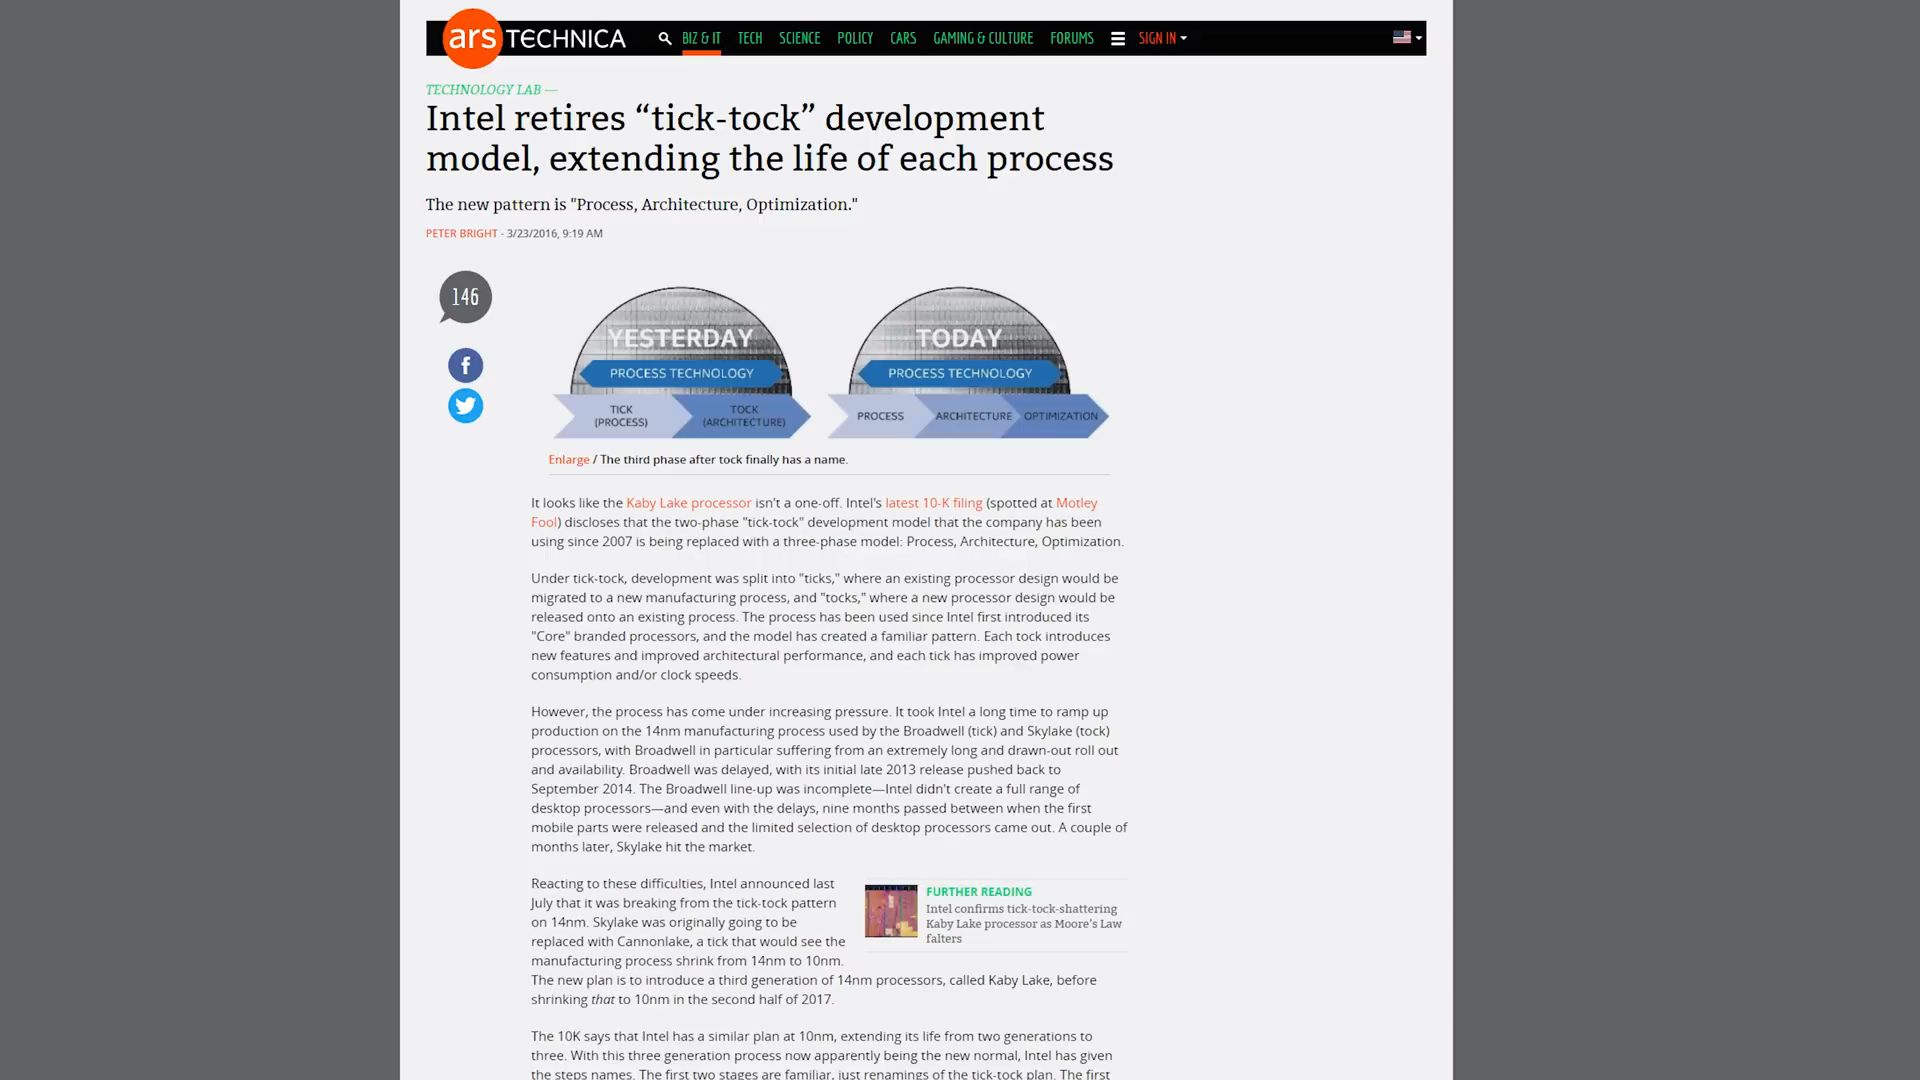 ars TECHNICA
BIZ & IT TECH SCIENCE POLICY CARS GAMING & CULTURE FORUMS SIGN IN
TECHNOLOGY LAB —
Intel retires “tick-tock” development
model, extending the life of each process
The new pattern is "Process, Architecture, Optimization."
PETER BRIGHT - 3/23/2016, 9:19 AM
146
YESTERDAY
PROCESS TECHNOLOGY
TICK
(PROCESS)
TOCK
(ARCHITECTURE)
TODAY
PROCESS TECHNOLOGY
PROCESS ARCHITECTURE OPTIMIZATION
Enlarge / The third phase after tock finally has a name.
It looks like the Kaby Lake processor isn't a one-off. Intel's latest 10-K filing (spotted at Motley
Fool) discloses that the two-phase "tick-tock" development model that the company has been
using since 2007 is being replaced with a three-phase model: Process, Architecture, Optimization.
Under tick-tock, development was split into "ticks," where an existing processor design would be
migrated to a new manufacturing process, and "tocks," where a new processor design would be
released onto an existing process. The process has been used since Intel first introduced its
"Core" branded processors, and the model has created a familiar pattern. Each tock introduces
new features and improved architectural performance, and each tick has improved power
consumption and/or clock speeds.
However, the process has come under increasing pressure. It took Intel a long time to ramp up
production on the 14nm manufacturing process used by the Broadwell (tick) and Skylake (tock)
processors, with Broadwell in particular suffering from an extremely long and drawn-out roll out
and availability. Broadwell was delayed, with its initial late 2013 release pushed back to
September 2014. The Broadwell line-up was incomplete—Intel didn't create a full range of
desktop processors—and even with the delays, nine months passed between when the first
mobile parts were released and the limited selection of desktop processors came out. A couple of
months later, Skylake hit the market.
Reacting to these difficulties, Intel announced last
July that it was breaking from the tick-tock pattern
on 14nm. Skylake was originally going to be
replaced with Cannonlake, a tick that would see the
manufacturing process shrink from 14nm to 10nm.
The new plan is to introduce a third generation of 14nm processors, called Kaby Lake, before
shrinking that to 10nm in the second half of 2017.
FURTHER READING
Intel confirms tick-tock-shattering
Kaby Lake processor as Moore's Law
falters
The 10K says that Intel has a similar plan at 10nm, extending its life from two generations to
three. With this three generation process now apparently being the new normal, Intel has given
the steps names. The first two stages are familiar, just renamings of the tick-tock plan. The first